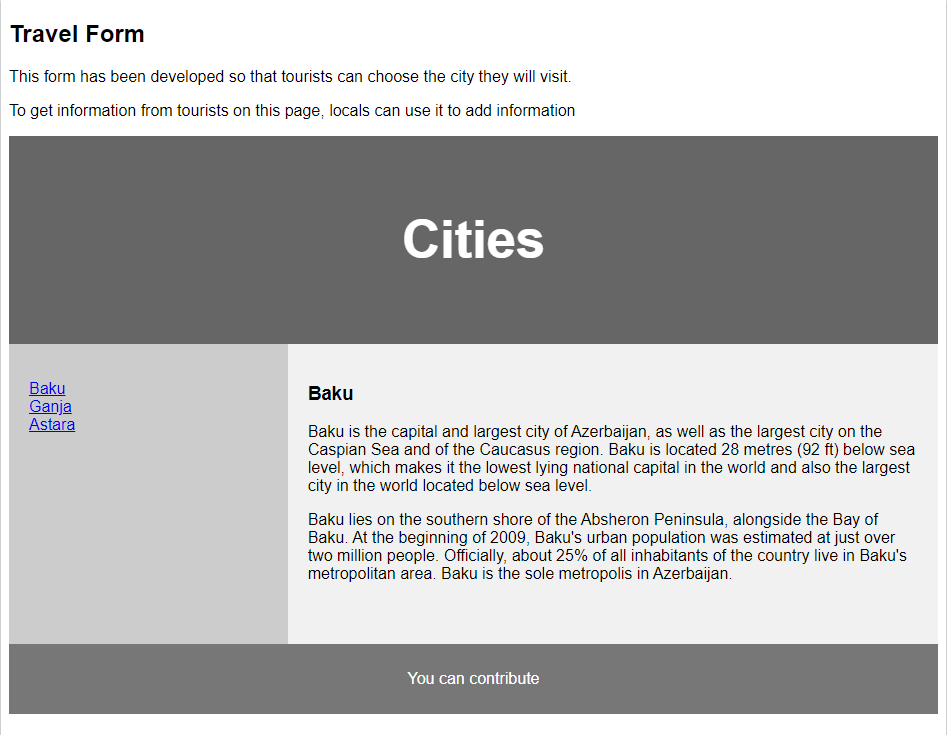 Travel Form
This form has been developed so that tourists can choose the city they will visit.
To get information from tourists on this page, locals can use it to add information
Cities
Baku
Ganja
Astara
Baku
Baku is the capital and largest city of Azerbaijan, as well as the largest city on the
Caspian Sea and of the Caucasus region. Baku is located 28 metres (92 ft) below sea
level, which makes it the lowest lying national capital in the world and also the largest
city in the world located below sea level.
Baku lies on the southern shore of the Absheron Peninsula, alongside the Bay of
Baku. At the beginning of 2009, Baku's urban population was estimated at just over
two million people. Officially, about 25% of all inhabitants of the country live in Baku's
metropolitan area. Baku is the sole metropolis in Azerbaijan.
You can contribute